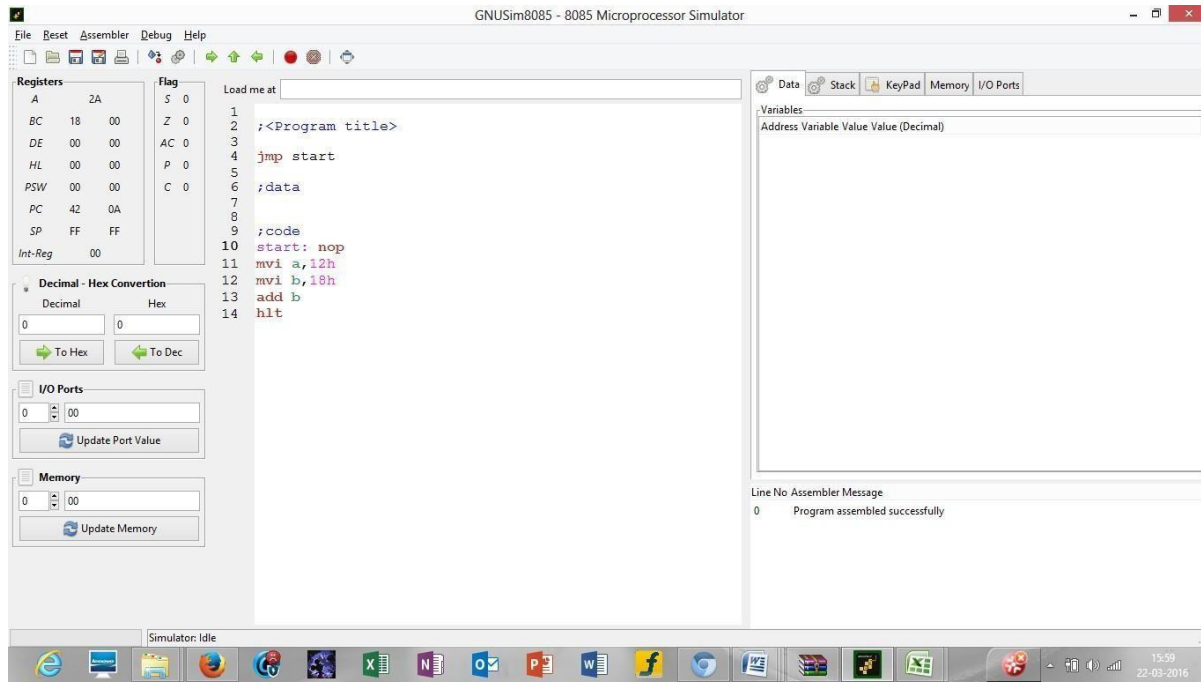 GNUSim8085 - 8085 Microprocessor Simulator
File Reset Assembler Debug Help
Registers
A 2A
BC 18 00
DE 00 00
HL 00 00
PSW 00 00
PC 42 0A
SP FF FF
Int-Reg 00
Flag
S 0
Z 0
AC 0
P 0
C 0
Decimal - Hex Convertion
Decimal Hex
0 0
To Hex To Dec
I/O Ports
0 00
Update Port Value
Memory
0 00
Update Memory
Load me at
1
2 ;<Program title>
3
4 jmp start
5
6 ;data
7
8
9 ;code
10 start: nop
11 mvi a,12h
12 mvi b,18h
13 add b
14 hlt
Data Stack KeyPad Memory I/O Ports
Variables
Address Variable Value Value (Decimal)
Line No Assembler Message
0 Program assembled successfully
Simulator: Idle
15:59
22-03-2016